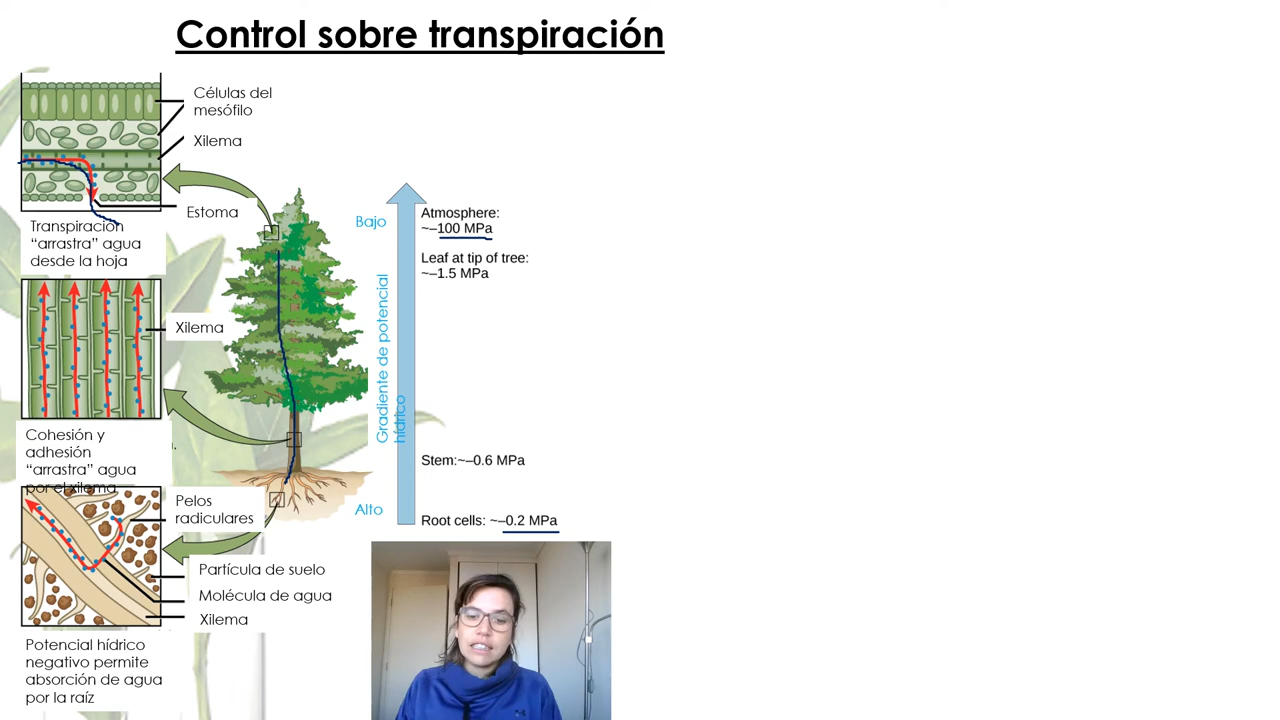 Control sobre transpiración
Células del
mesófilo
Xilema
Estoma
Transpiración
“arrastra” agua
desde la hoja
Xilema
Cohesión y
adhesión
“arrastra” agua
por el xilema
Pelos
radiculares
Partícula de suelo
Molécula de agua
Xilema
Potencial hídrico
negativo permite
absorción de agua
por la raíz
Bajo
Gradiente de potencial
hídrico
Alto
Atmosphere:
~–100 MPa
Leaf at tip of tree:
~–1.5 MPa
Stem:~–0.6 MPa
Root cells: ~–0.2 MPa